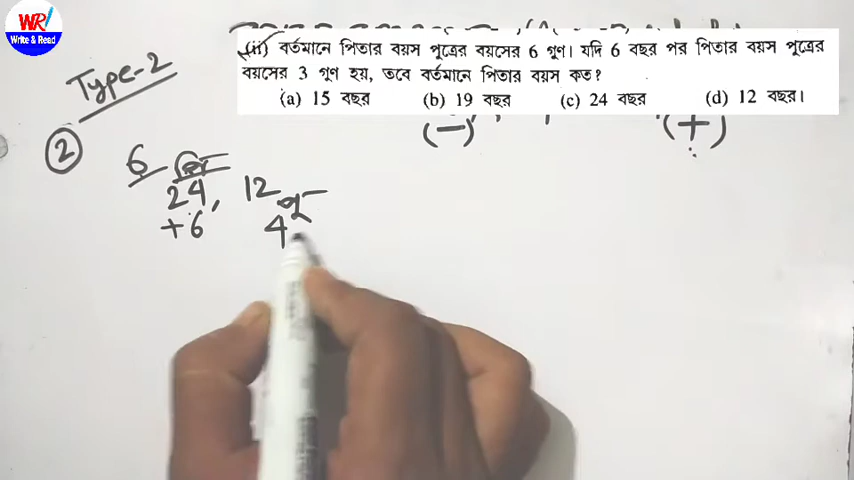 WR
Write & Read
Type-2
(ii) বর্তমানে পিতার বয়স পুত্রের বয়সের 6 গুণ। যদি 6 বছর পর পিতার বয়স পুত্রের
বয়সের 3 গুণ হয়, তবে বর্তমানে পিতার বয়স কত?
(a) 15 বছর (b) 19 বছর (c) 24 বছর (d) 12 বছর।
(−) (+)
2
6 পি
24, 12 পু
+6 4